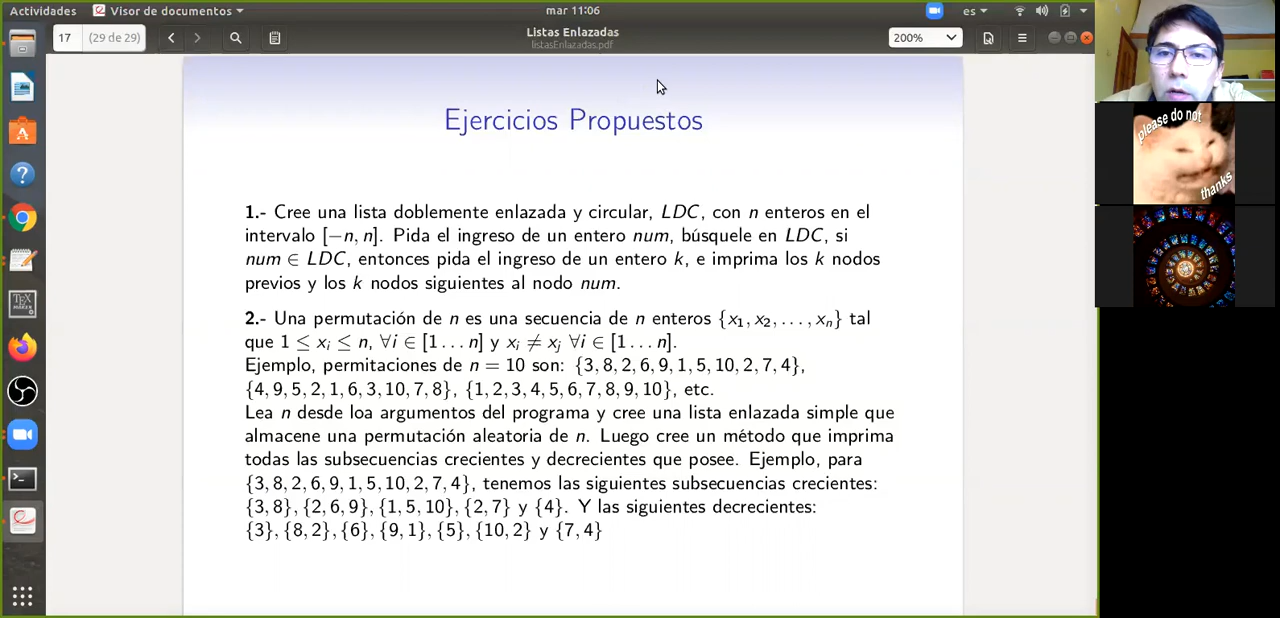 Actividades Visor de documentos mar 11:06 es
17 (29 de 29) Listas Enlazadas 200%
listasEnlazadas.pdf
Ejercicios Propuestos
1.- Cree una lista doblemente enlazada y circular, LDC, con n enteros en el
intervalo [−n, n]. Pida el ingreso de un entero num, búsquele en LDC, si
num ∈ LDC, entonces pida el ingreso de un entero k, e imprima los k nodos
previos y los k nodos siguientes al nodo num.
2.- Una permutación de n es una secuencia de n enteros {x₁, x₂, . . . , xₙ} tal
que 1 ≤ xᵢ ≤ n, ∀i ∈ [1 . . . n] y xᵢ ≠ xⱼ ∀i ∈ [1 . . . n].
Ejemplo, permitaciones de n = 10 son: {3, 8, 2, 6, 9, 1, 5, 10, 2, 7, 4},
{4, 9, 5, 2, 1, 6, 3, 10, 7, 8}, {1, 2, 3, 4, 5, 6, 7, 8, 9, 10}, etc.
Lea n desde loa argumentos del programa y cree una lista enlazada simple que
almacene una permutación aleatoria de n. Luego cree un método que imprima
todas las subsecuencias crecientes y decrecientes que posee. Ejemplo, para
{3, 8, 2, 6, 9, 1, 5, 10, 2, 7, 4}, tenemos las siguientes subsecuencias crecientes:
{3, 8}, {2, 6, 9}, {1, 5, 10}, {2, 7} y {4}. Y las siguientes decrecientes:
{3}, {8, 2}, {6}, {9, 1}, {5}, {10, 2} y {7, 4}
please do not
thanks
TEX
MAKER